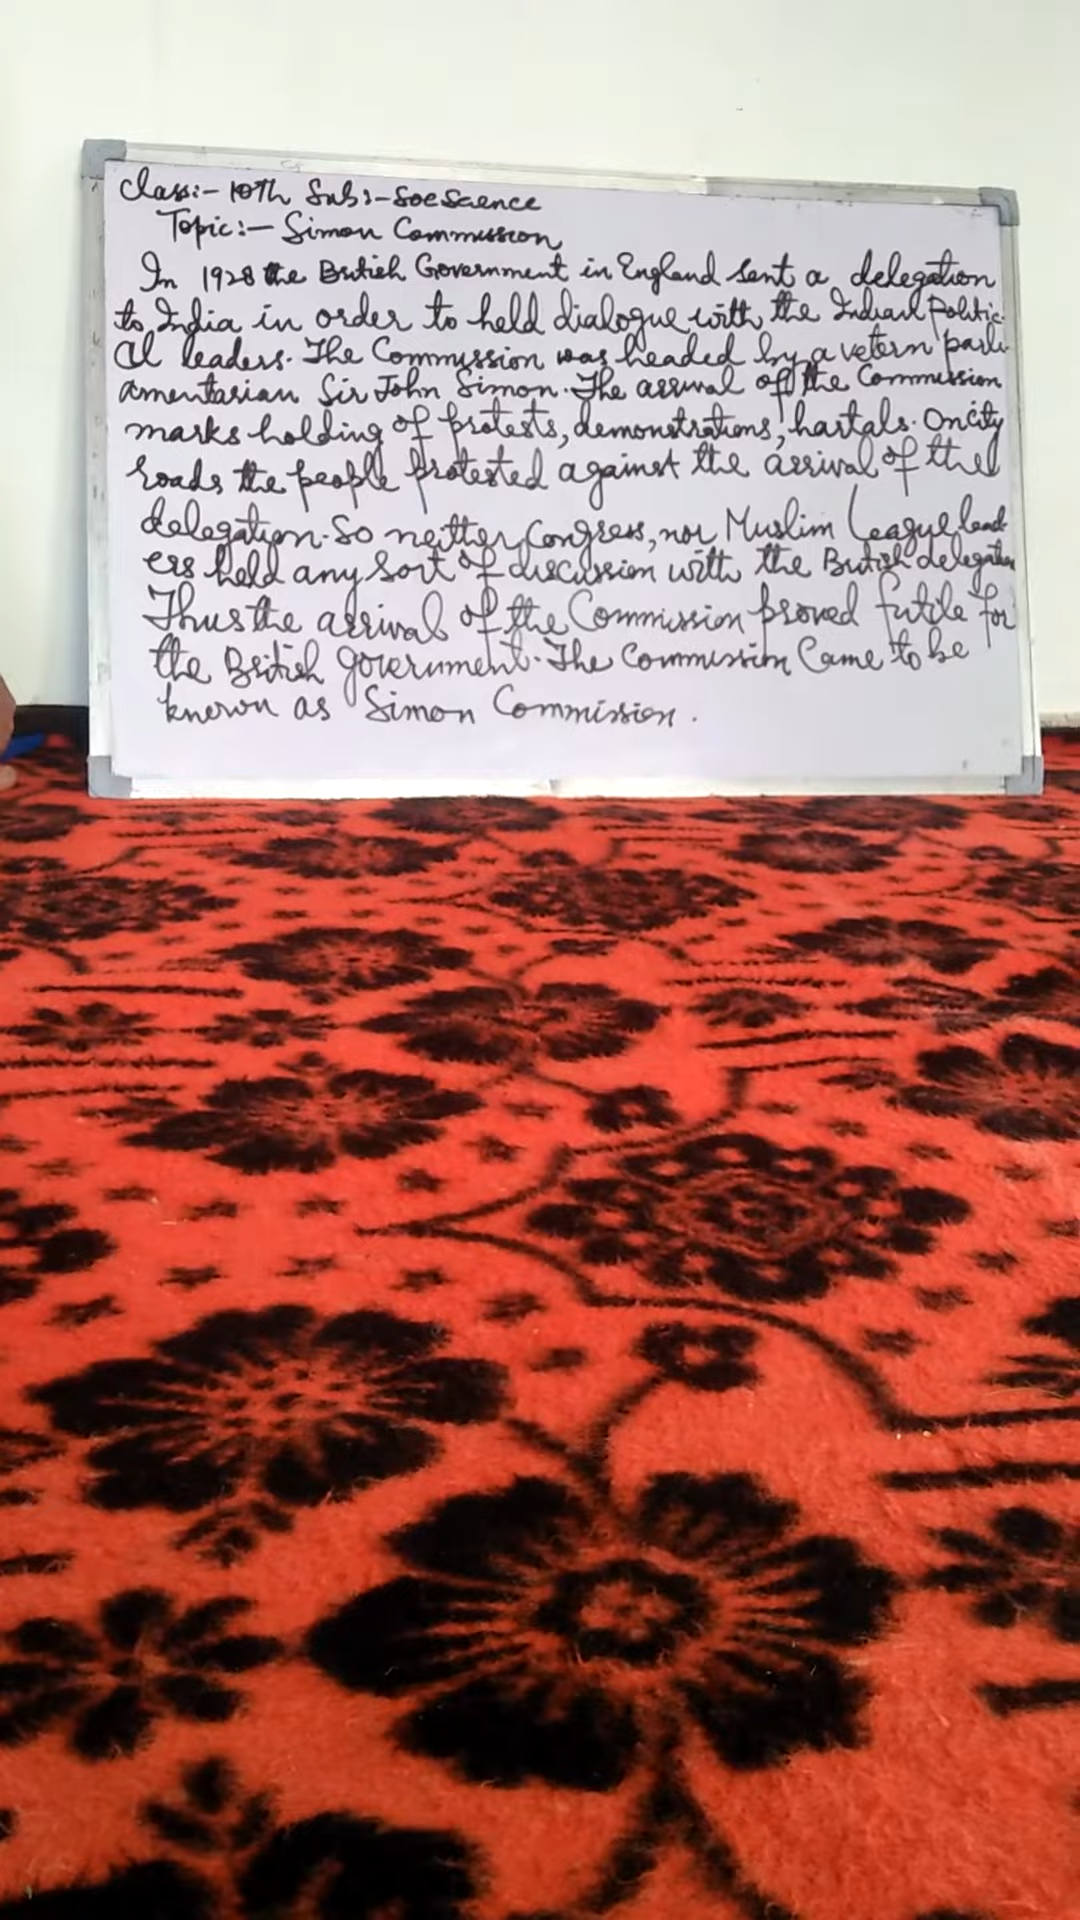 Class:- 10th Sub:- Soc Science
Topic:- Simon Commission
In 1928 the British Government in England sent a delegation
to India in order to held dialogue with the Indian Politic-
al leaders. The Commission was headed by a vetern parli-
amentarian Sir John Simon. The arrival of the Commission
marks holding of protests, demonstrations, hartals. On city
roads the people protested against the arrival of the
delegation. So neither Congress, nor Muslim League lead-
ers held any sort of discussion with the British delegation
Thus the arrival of the Commission proved futile for
the British government. The Commission Came to be
known as Simon Commission.